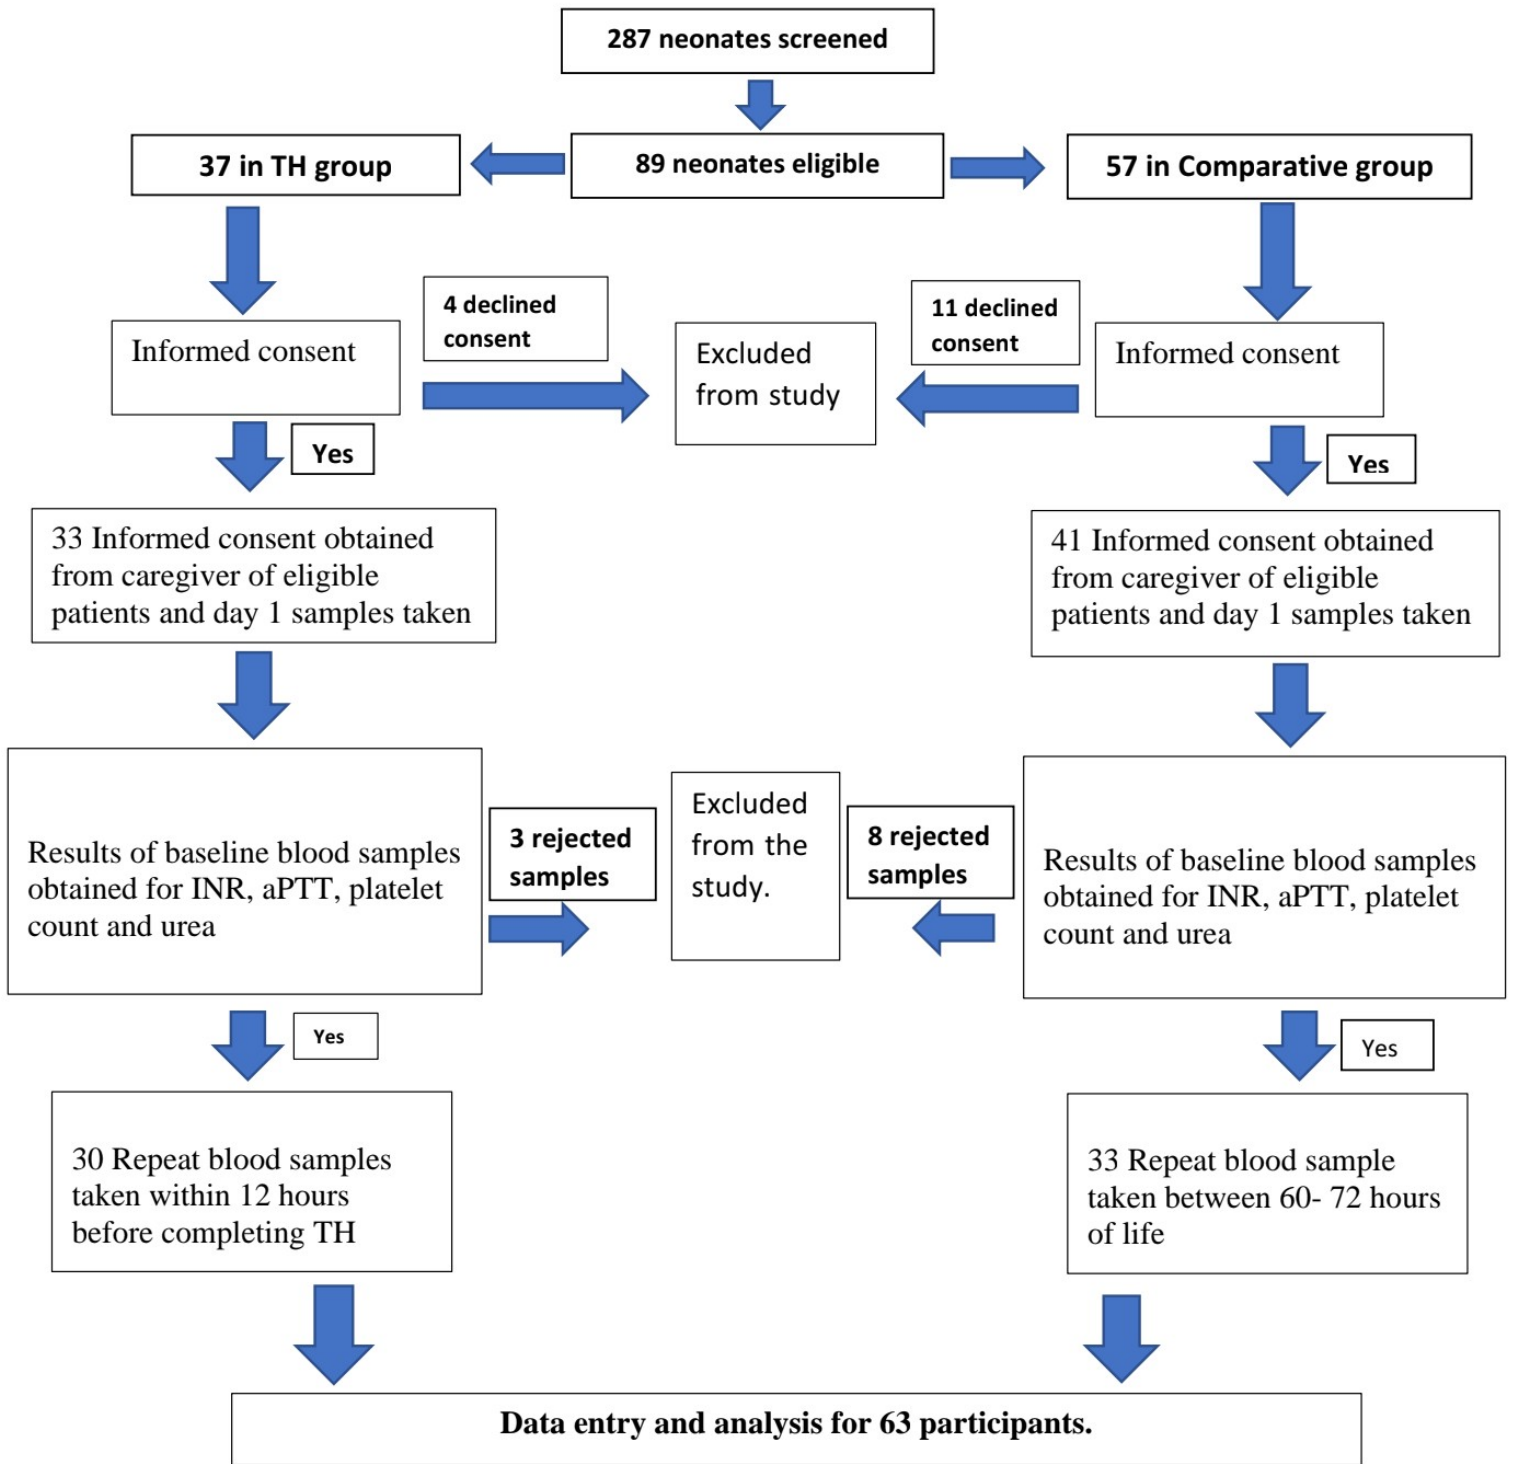 287 neonates screened
37 in TH group
89 neonates eligible
57 in Comparative group
4 declined
consent
11 declined
consent
Informed consent
Excluded
from study
Informed consent
Yes
Yes
33 Informed consent obtained
from caregiver of eligible
patients and day 1 samples taken
41 Informed consent obtained
from caregiver of eligible
patients and day 1 samples taken
Results of baseline blood samples
obtained for INR, aPTT, platelet
count and urea
3 rejected
samples
Excluded
from the
study.
8 rejected
samples
Results of baseline blood samples
obtained for INR, aPTT, platelet
count and urea
Yes
Yes
30 Repeat blood samples
taken within 12 hours
before completing TH
33 Repeat blood sample
taken between 60- 72 hours
of life
Data entry and analysis for 63 participants.